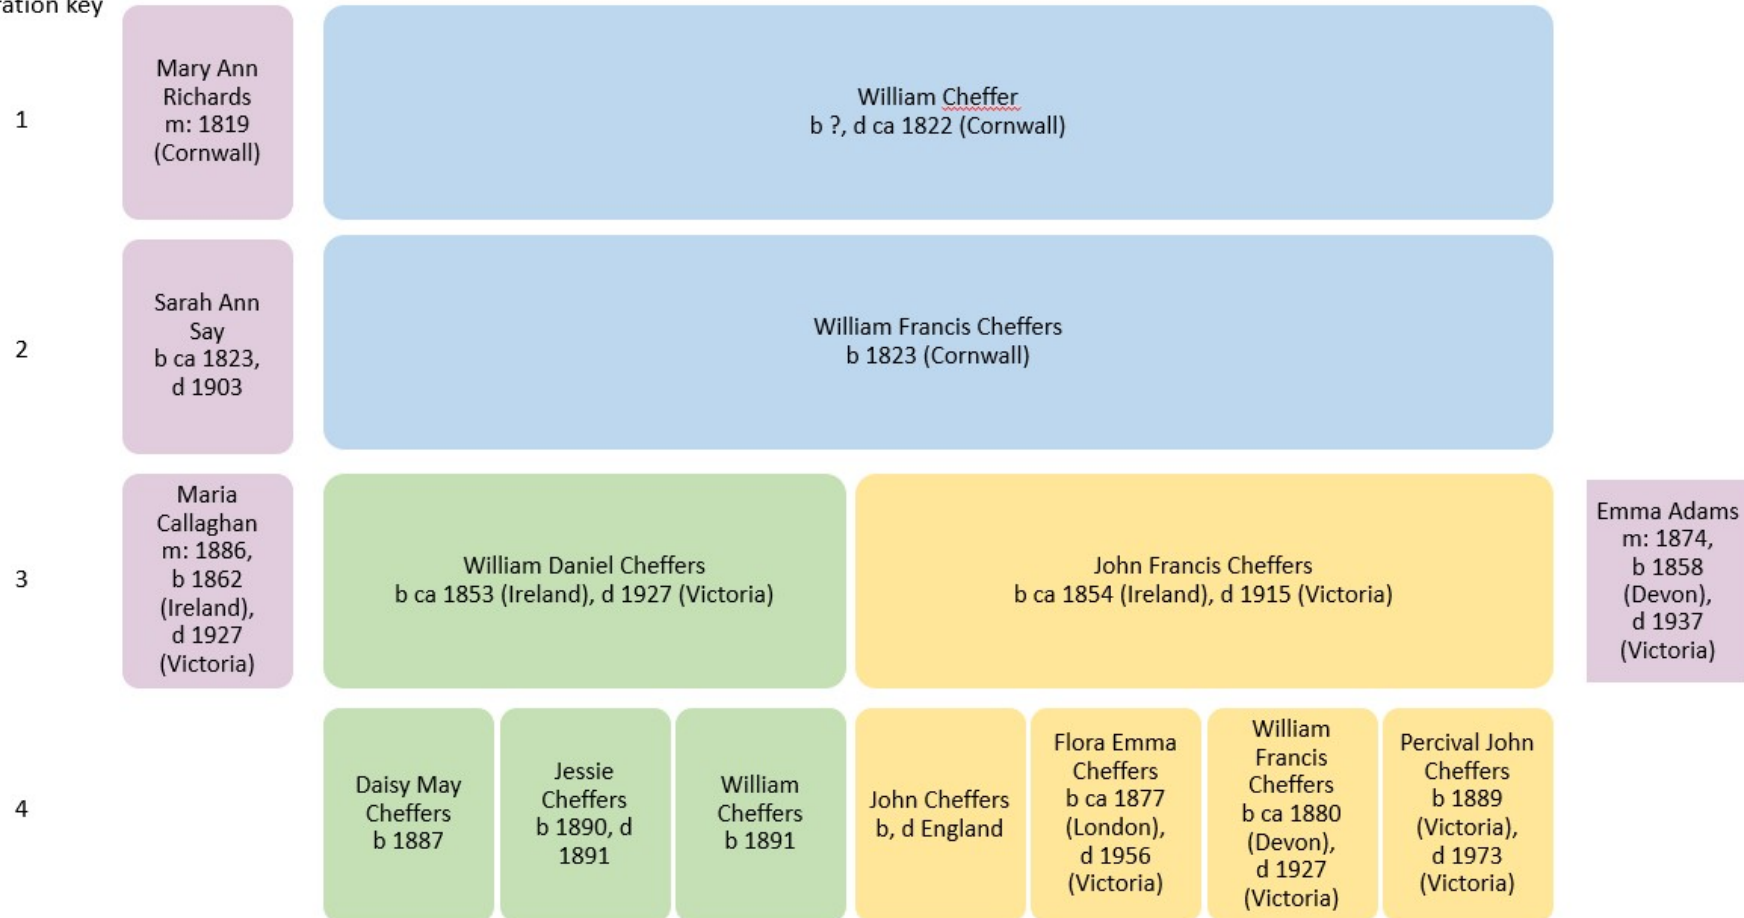 ration key
1
Mary Ann
Richards
m: 1819
(Cornwall)
William Cheffer
b ?, d ca 1822 (Cornwall)
2
Sarah Ann
Say
b ca 1823,
d 1903
William Francis Cheffers
b 1823 (Cornwall)
3
Maria
Callaghan
m: 1886,
b 1862
(Ireland),
d 1927
(Victoria)
William Daniel Cheffers
b ca 1853 (Ireland), d 1927 (Victoria)
John Francis Cheffers
b ca 1854 (Ireland), d 1915 (Victoria)
Emma Adams
m: 1874,
b 1858
(Devon),
d 1937
(Victoria)
4
Daisy May
Cheffers
b 1887
Jessie
Cheffers
b 1890, d
1891
William
Cheffers
b 1891
John Cheffers
b, d England
Flora Emma
Cheffers
b ca 1877
(London),
d 1956
(Victoria)
William
Francis
Cheffers
b ca 1880
(Devon),
d 1927
(Victoria)
Percival John
Cheffers
b 1889
(Victoria),
d 1973
(Victoria)